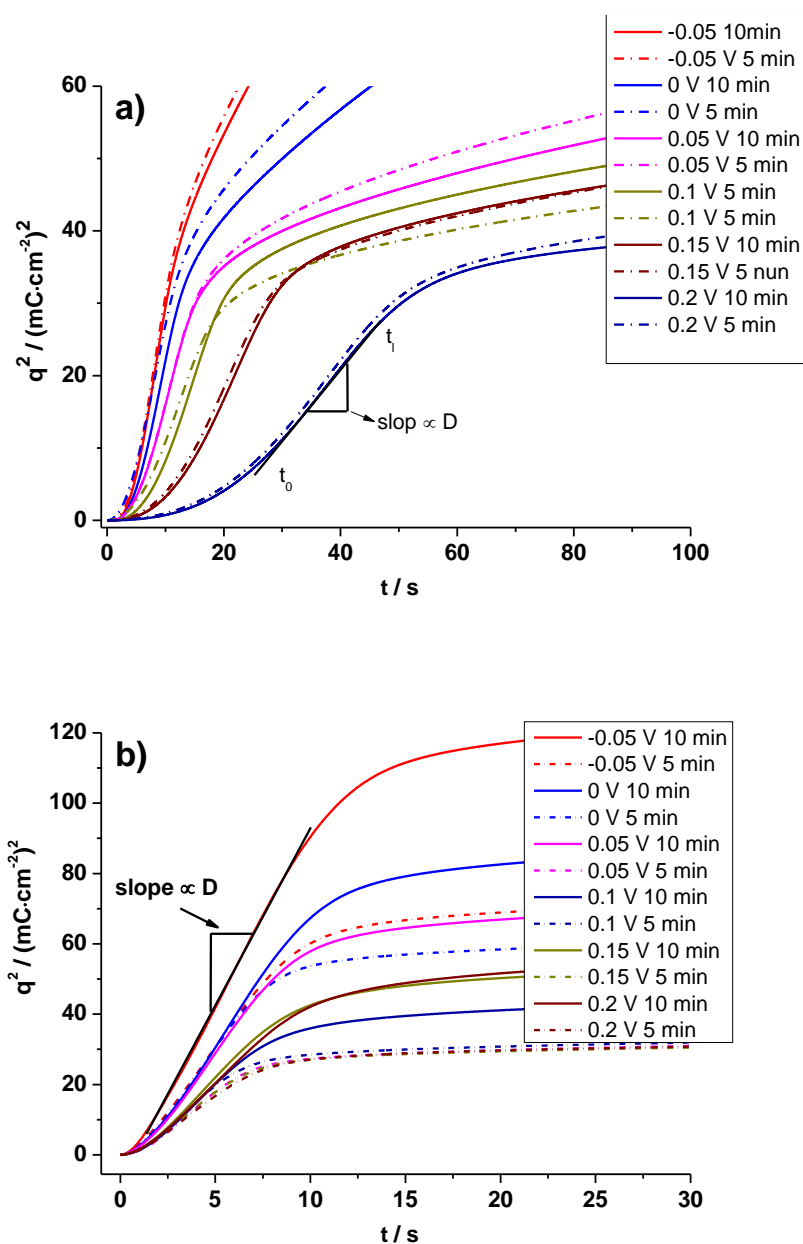 a)
60
40
20
0
q² / (mC·cm⁻²)²
0 20 40 60 80 100
t / s
t₀
tₗ
slop ∝ D
-0.05 10min
-0.05 V 5 min
0 V 10 min
0 V 5 min
0.05 V 10 min
0.05 V 5 min
0.1 V 5 min
0.1 V 5 min
0.15 V 10 min
0.15 V 5 nun
0.2 V 10 min
0.2 V 5 min
b)
120
100
80
60
40
20
0
q² / (mC·cm⁻²)²
0 5 10 15 20 25 30
t / s
slope ∝ D
-0.05 V 10 min
-0.05 V 5 min
0 V 10 min
0 V 5 min
0.05 V 10 min
0.05 V 5 min
0.1 V 10 min
0.1 V 5 min
0.15 V 10 min
0.15 V 5 min
0.2 V 10 min
0.2 V 5 min